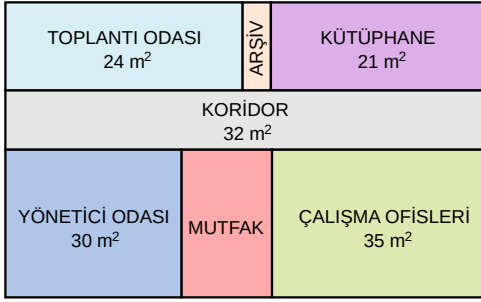 TOPLANTI ODASI
24 m²
ARŞİV
KÜTÜPHANE
21 m²
KORİDOR
32 m²
YÖNETİCİ ODASI
30 m²
MUTFAK
ÇALIŞMA OFİSLERİ
35 m²